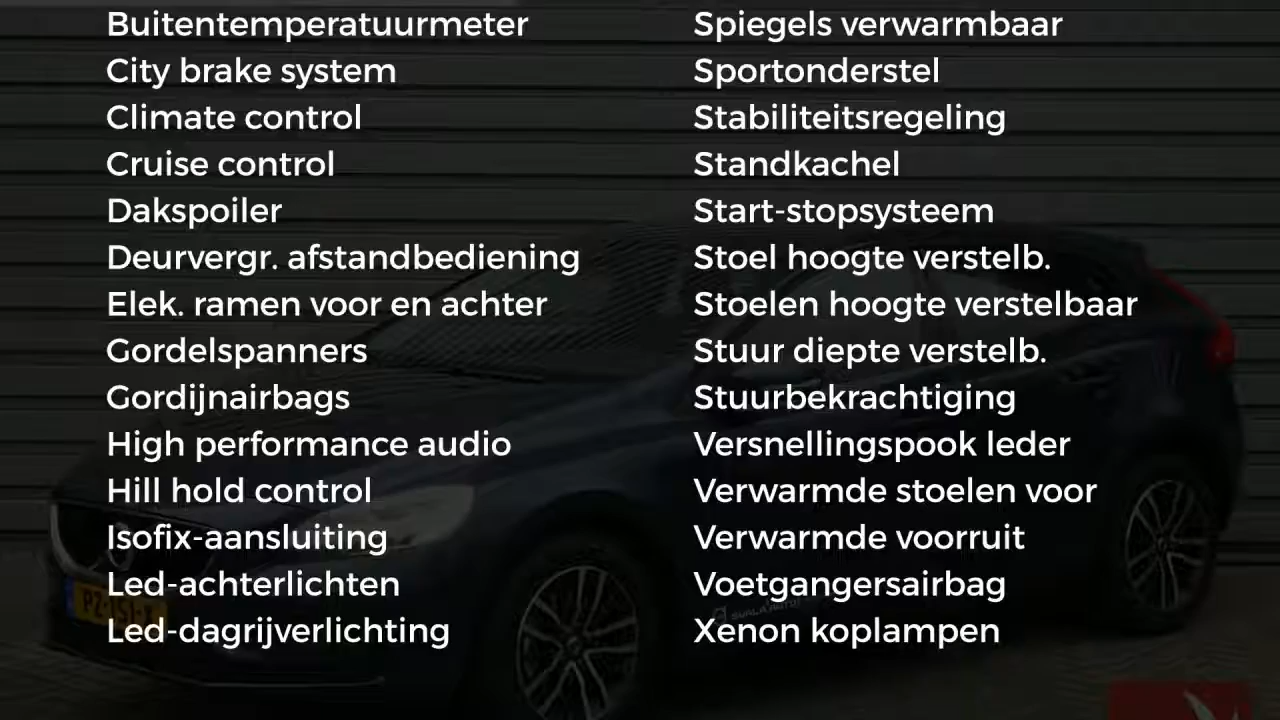 Buitentemperatuurmeter
City brake system
Climate control
Cruise control
Dakspoiler
Deurvergr. afstandbediening
Elek. ramen voor en achter
Gordelspanners
Gordijnairbags
High performance audio
Hill hold control
Isofix-aansluiting
Led-achterlichten
Led-dagrijverlichting
Spiegels verwarmbaar
Sportonderstel
Stabiliteitsregeling
Standkachel
Start-stopsysteem
Stoel hoogte verstelb.
Stoelen hoogte verstelbaar
Stuur diepte verstelb.
Stuurbekrachtiging
Versnellingspook leder
Verwarmde stoelen voor
Verwarmde voorruit
Voetgangersairbag
Xenon koplampen